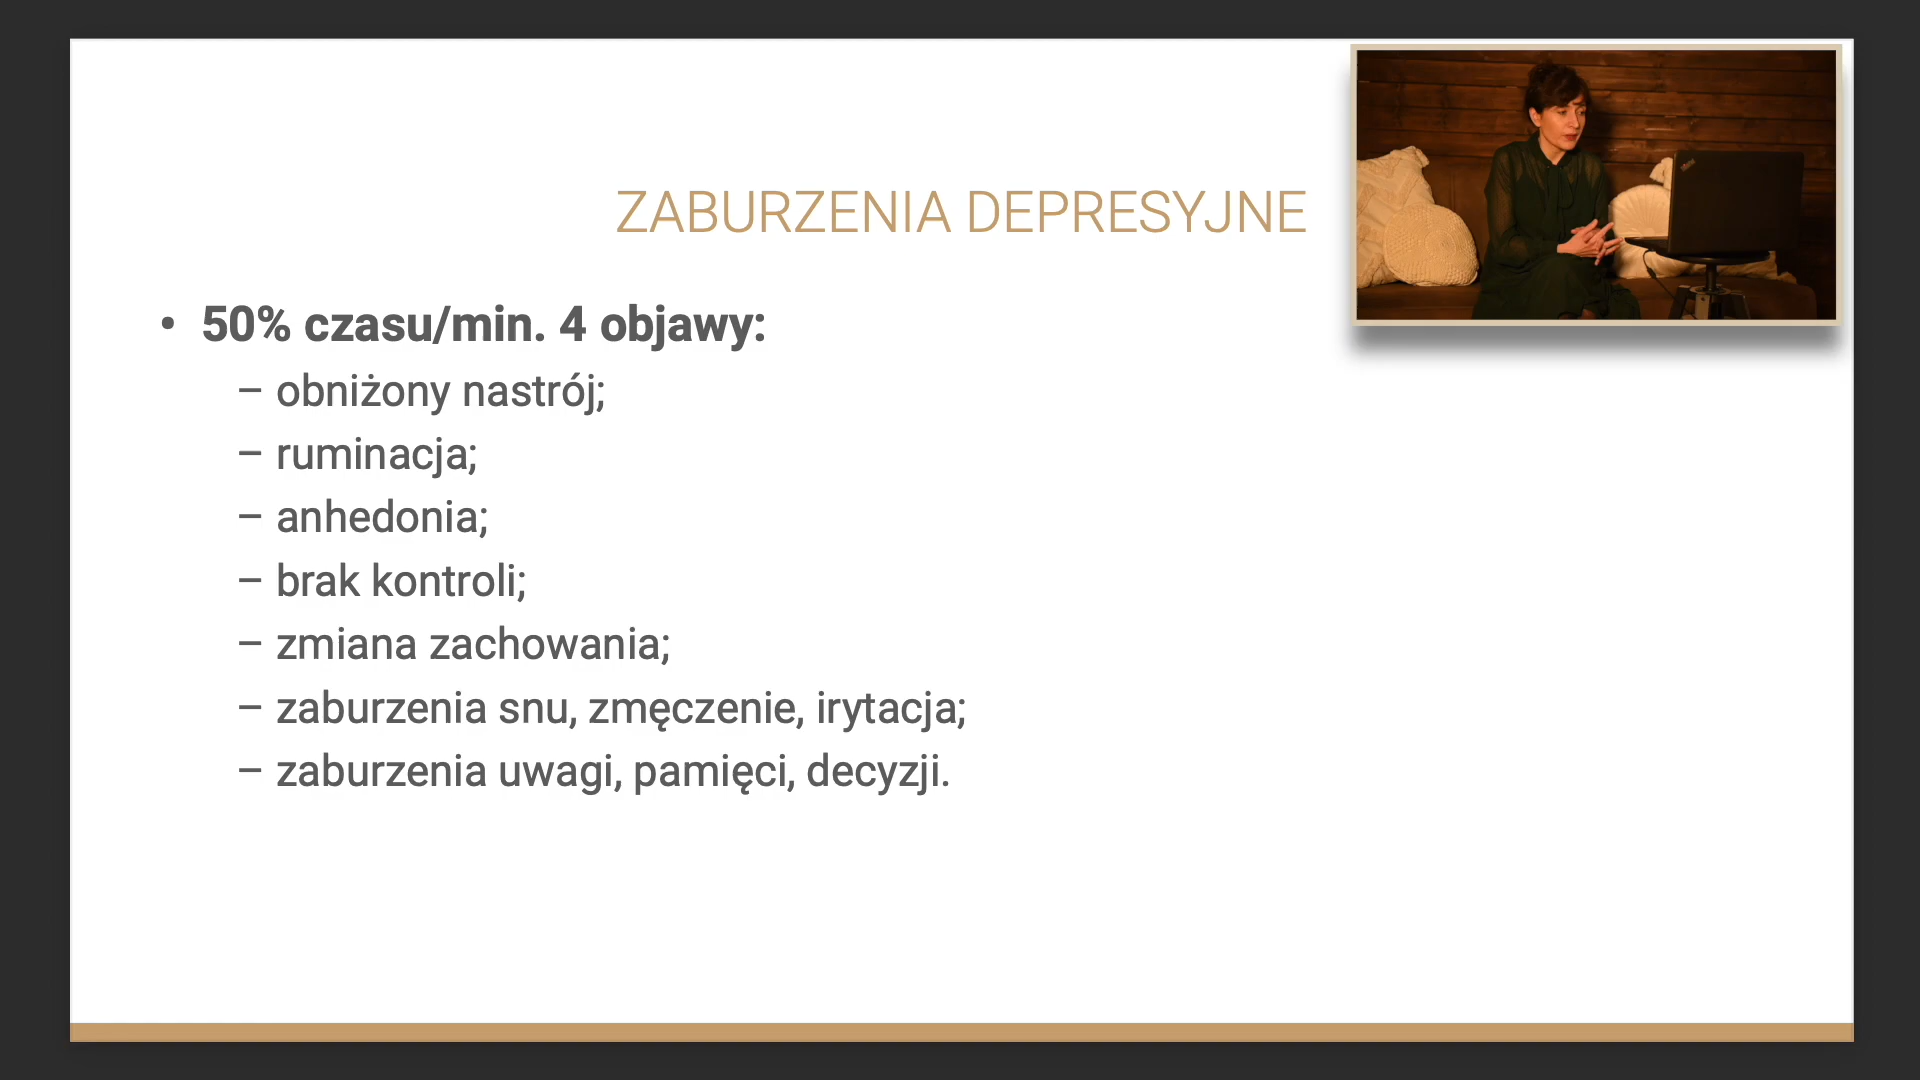 ZABURZENIA DEPRESYJNE
• 50% czasu/min. 4 objawy:
– obniżony nastrój;
– ruminacja;
– anhedonia;
– brak kontroli;
– zmiana zachowania;
– zaburzenia snu, zmęczenie, irytacja;
– zaburzenia uwagi, pamięci, decyzji.